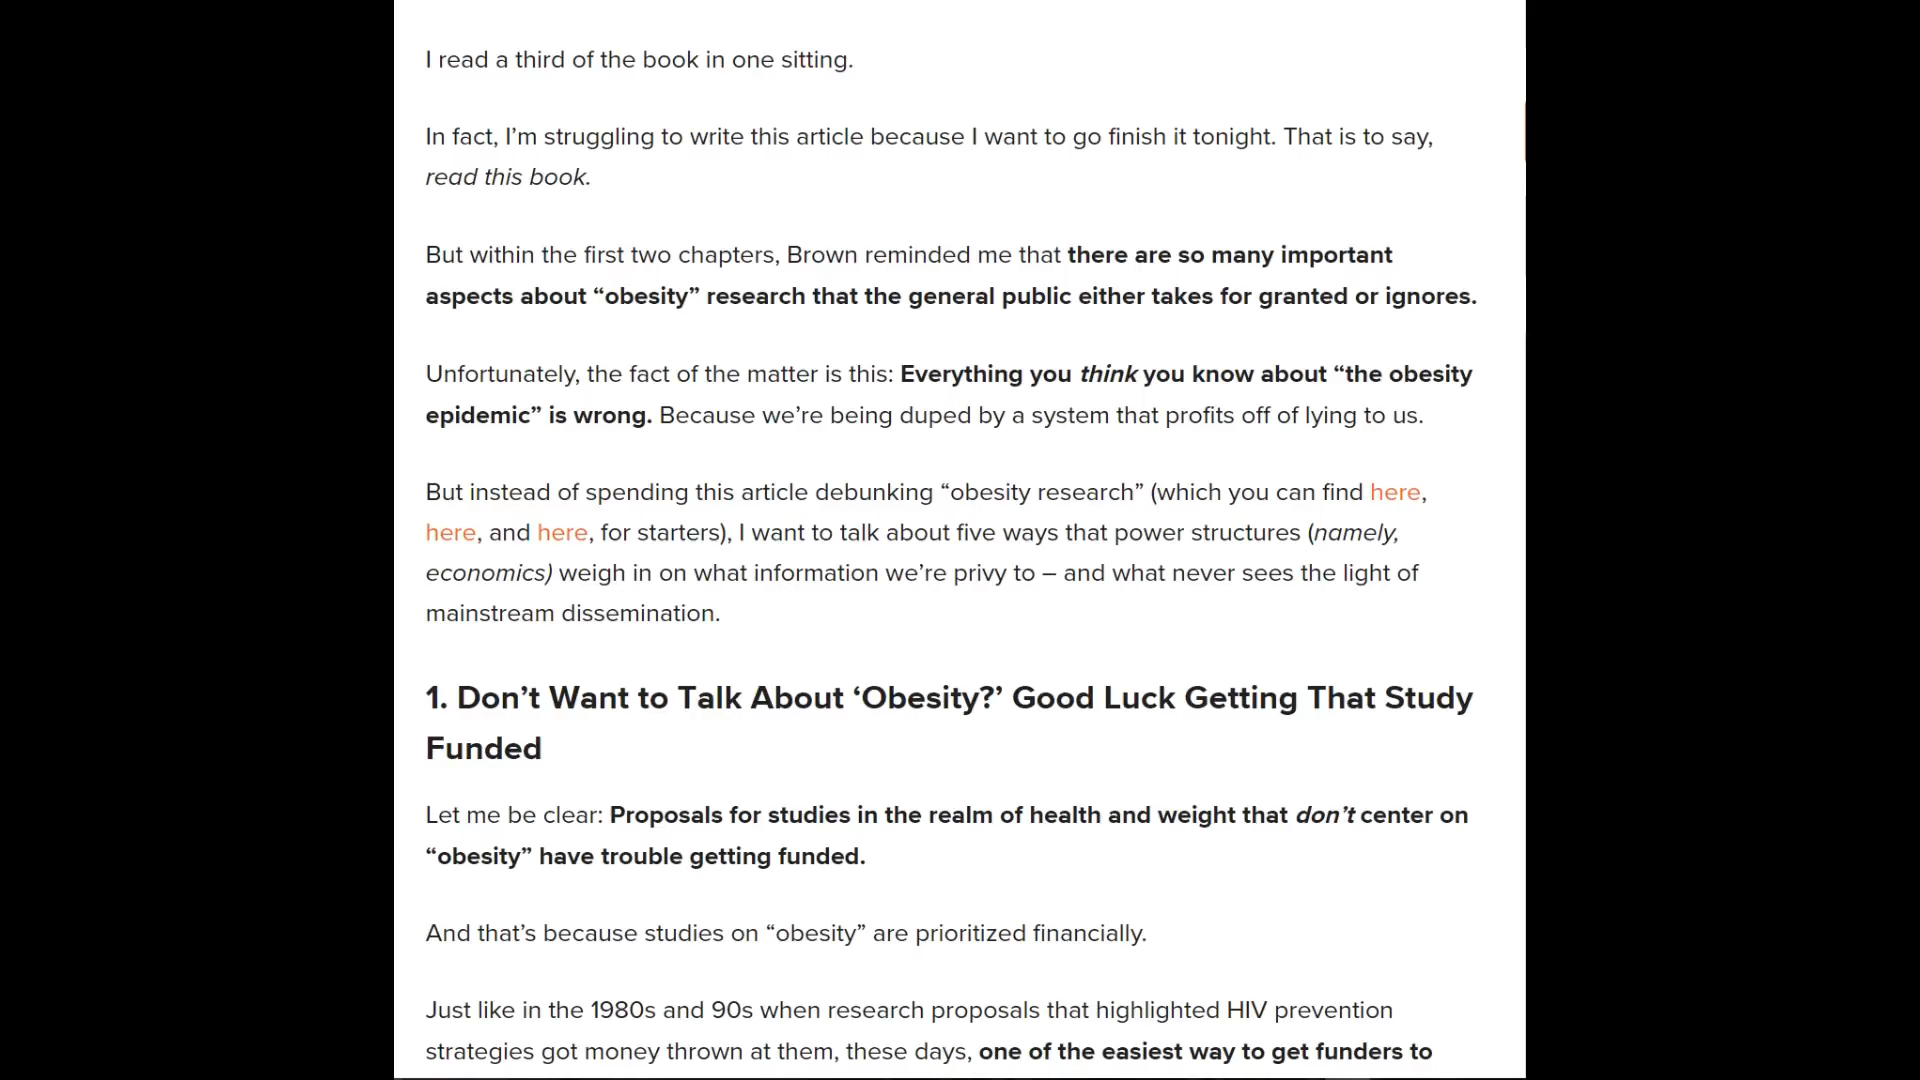 I read a third of the book in one sitting.
In fact, I’m struggling to write this article because I want to go finish it tonight. That is to say,
read this book.
But within the first two chapters, Brown reminded me that there are so many important
aspects about “obesity” research that the general public either takes for granted or ignores.
Unfortunately, the fact of the matter is this: Everything you think you know about “the obesity
epidemic” is wrong. Because we’re being duped by a system that profits off of lying to us.
But instead of spending this article debunking “obesity research” (which you can find here,
here, and here, for starters), I want to talk about five ways that power structures (namely,
economics) weigh in on what information we’re privy to – and what never sees the light of
mainstream dissemination.
1. Don’t Want to Talk About ‘Obesity?’ Good Luck Getting That Study
Funded
Let me be clear: Proposals for studies in the realm of health and weight that don’t center on
“obesity” have trouble getting funded.
And that’s because studies on “obesity” are prioritized financially.
Just like in the 1980s and 90s when research proposals that highlighted HIV prevention
strategies got money thrown at them, these days, one of the easiest way to get funders to